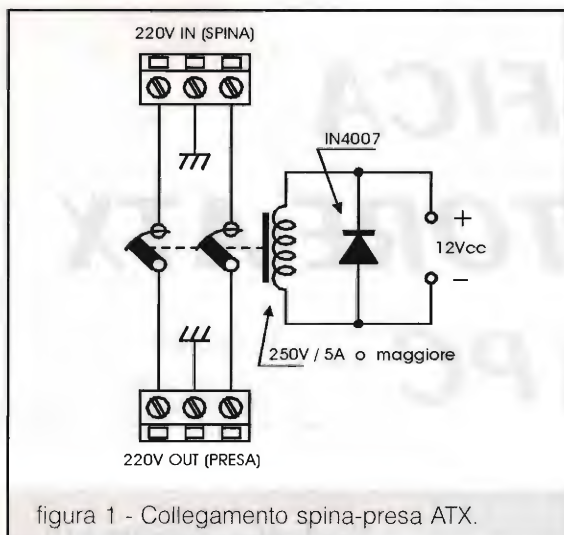 220V IN (SPINA)
IN4007
+
12Vcc
−
250V / 5A o maggiore
220V OUT (PRESA)
figura 1 - Collegamento spina-presa ATX.